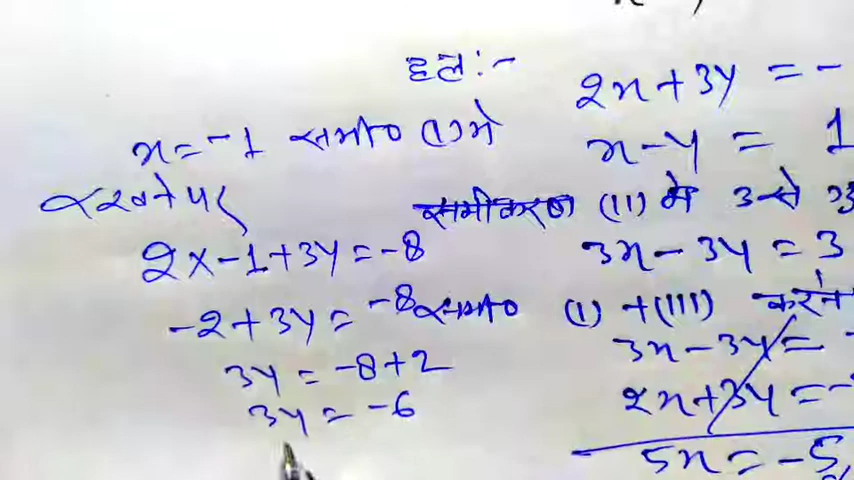 हल :-
2x + 3y = -
x - y = 1
समीकरण (II) में 3 से
3x - 3y = 3
समी० (I) + (III) करने
3x - 3y =
2x + 3y = -
5x = -5
x = -1 समी० (I) में
रखने पर
2 x -1 + 3y = -8
-2 + 3y = -8
3y = -8 + 2
3y = -6